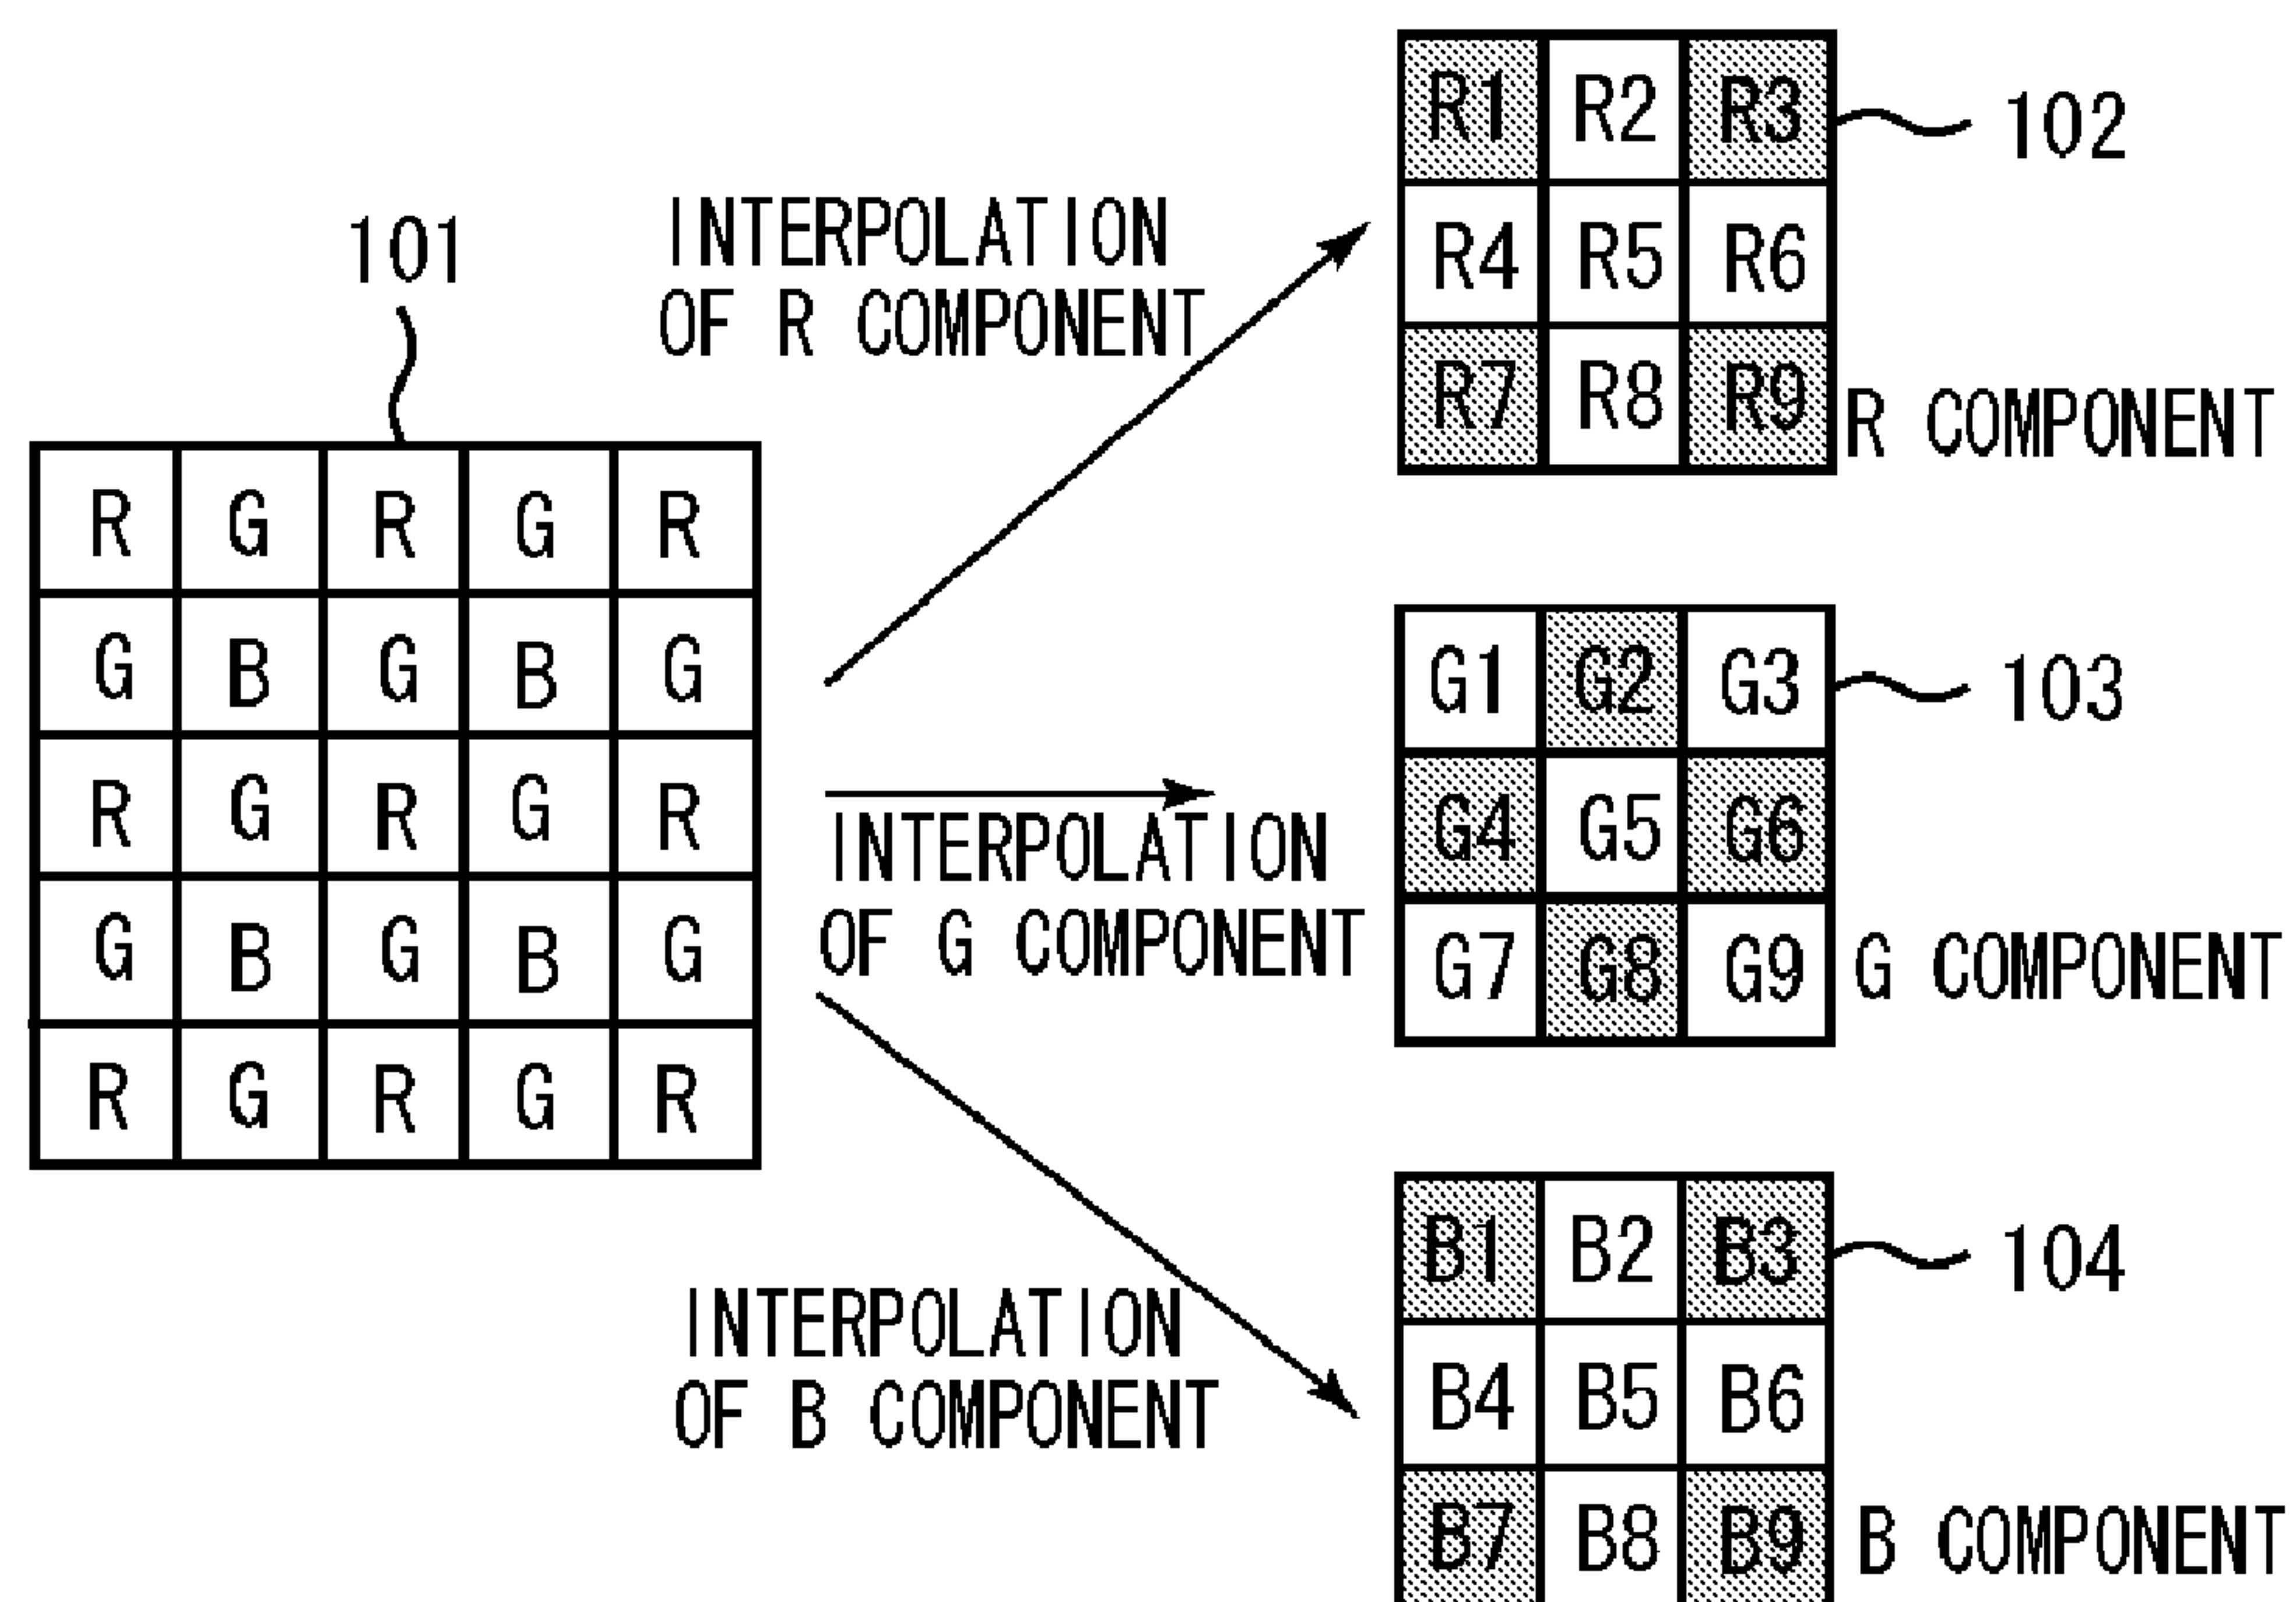 101
R G R G R
G B G B G
R G R G R
G B G B G
R G R G R
INTERPOLATION
OF R COMPONENT
R1 R2 R3
R4 R5 R6
R7 R8 R9
102
R COMPONENT
INTERPOLATION
OF G COMPONENT
G1 G2 G3
G4 G5 G6
G7 G8 G9
103
G COMPONENT
INTERPOLATION
OF B COMPONENT
B1 B2 B3
B4 B5 B6
B7 B8 B9
104
B COMPONENT